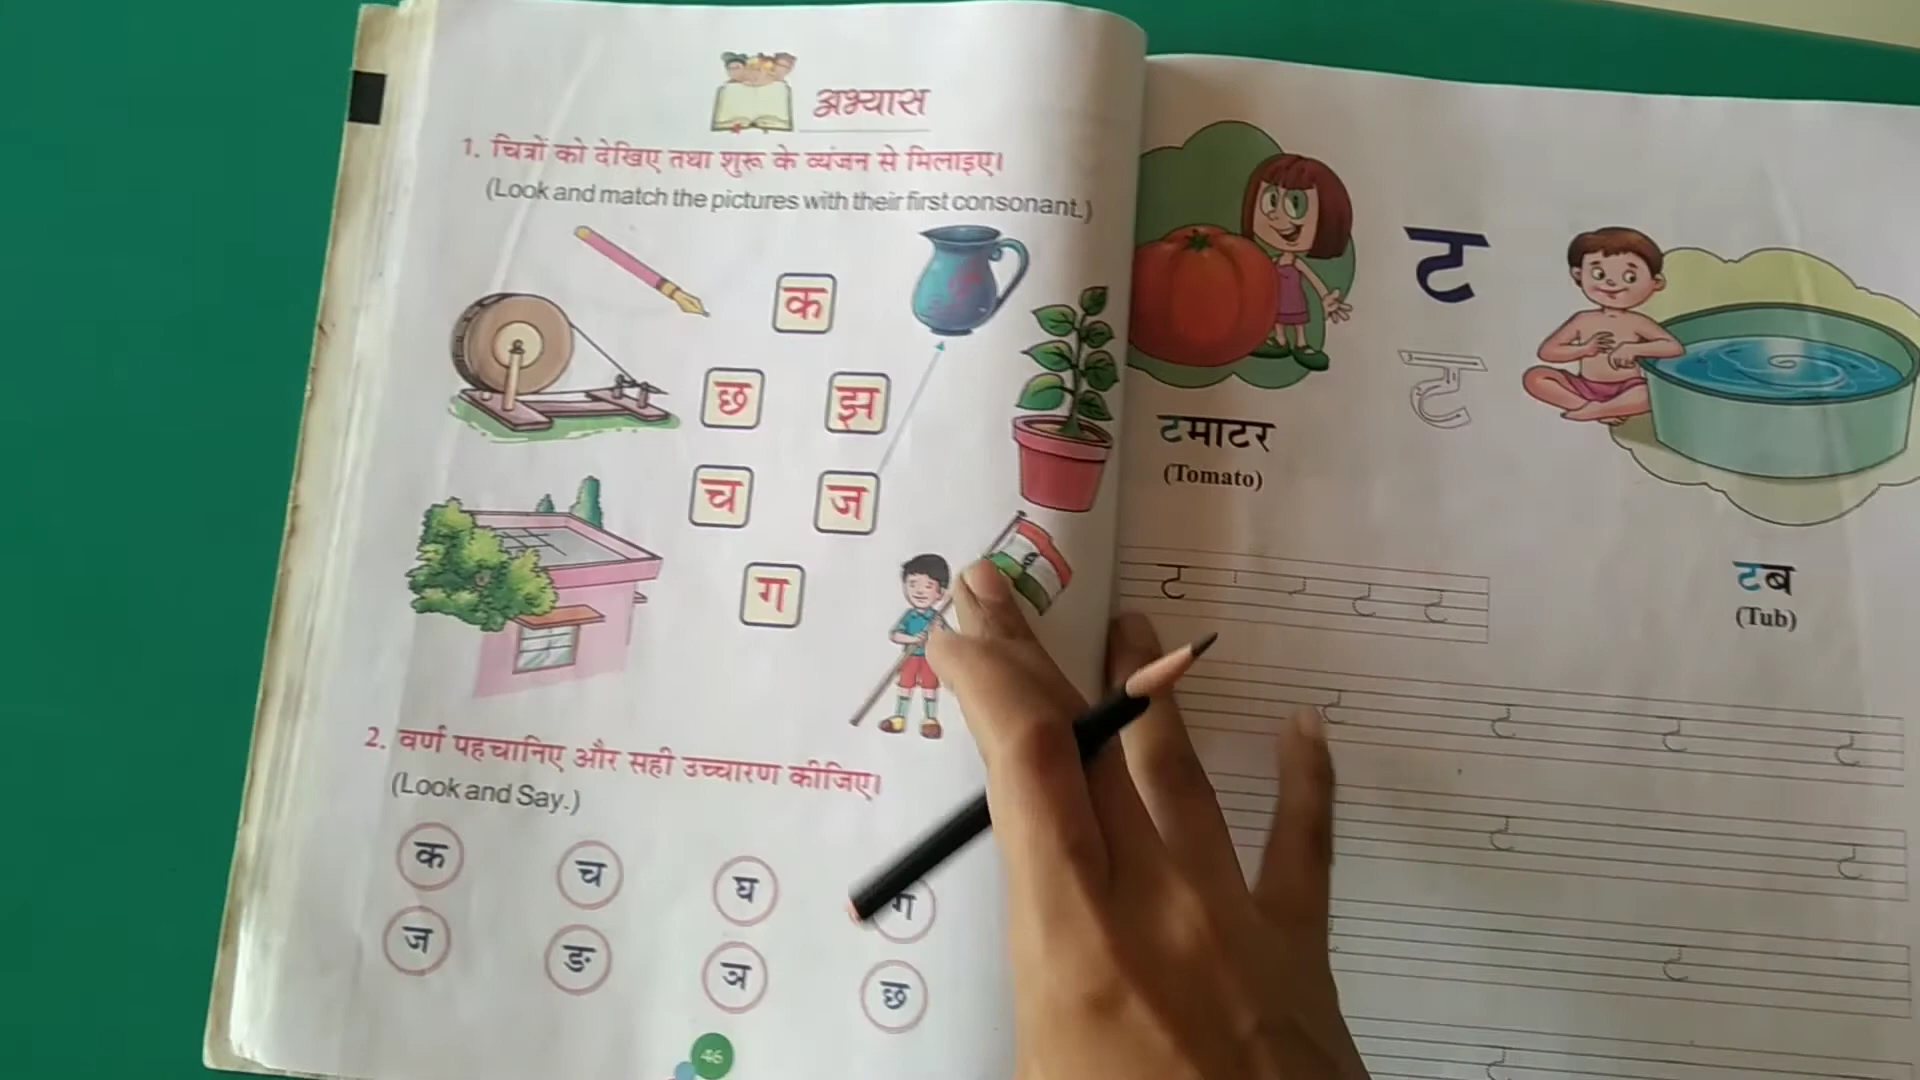 अभ्यास
1. चित्रों को देखिए तथा शुरू के व्यंजन से मिलाइए।
(Look and match the pictures with their first consonant.)
क
छ झ
च ज
ग
2. वर्ण पहचानिए और सही उच्चारण कीजिए।
(Look and Say.)
क च घ ग
ज ङ ञ छ
46
ट
ट
टमाटर
(Tomato)
टब
(Tub)
ट